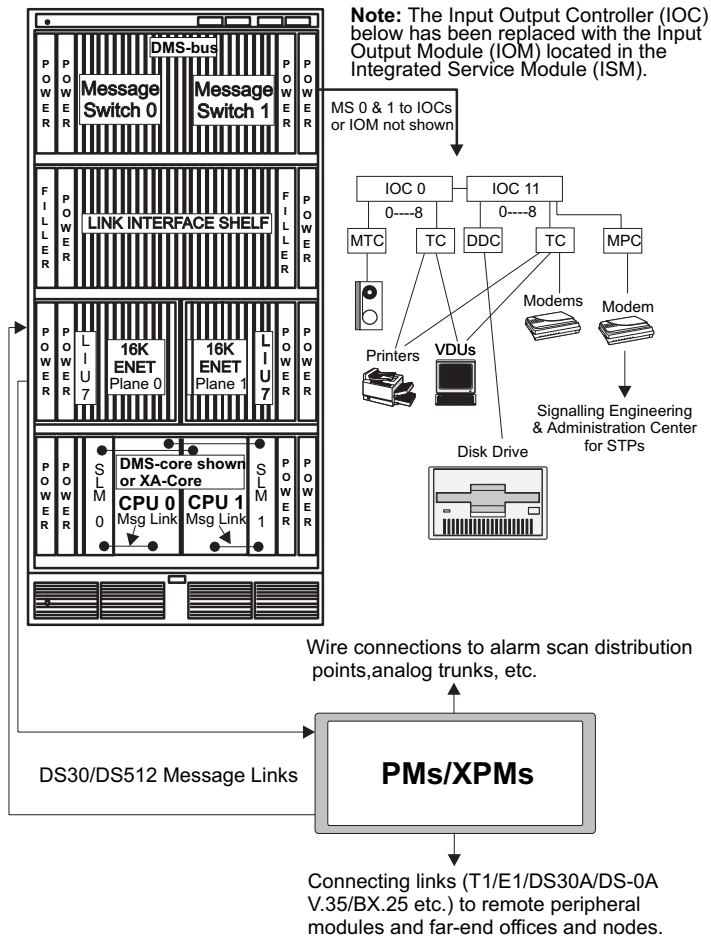 Note: The Input Output Controller (IOC)
below has been replaced with the Input
Output Module (IOM) located in the
Integrated Service Module (ISM).
DMS-bus
POWER
POWER
Message
Switch 0
Message
Switch 1
POWER
POWER
MS 0 & 1 to IOCs
or IOM not shown
IOC 0
IOC 11
0----8
0----8
MTC
TC
DDC
TC
MPC
FILLER
POWER
LINK INTERFACE SHELF
FILLER
POWER
Modems
Modem
Printers
VDUs
POWER
POWER
LIU7
16K
ENET
Plane 0
16K
ENET
Plane 1
LIU7
POWER
POWER
Signalling Engineering
& Administration Center
for STPs
Disk Drive
POWER
POWER
SLM 0
DMS-core shown
or XA-Core
CPU 0
Msg Link
CPU 1
Msg Link
SLM 1
POWER
POWER
Wire connections to alarm scan distribution
points,analog trunks, etc.
DS30/DS512 Message Links
PMs/XPMs
Connecting links (T1/E1/DS30A/DS-0A
V.35/BX.25 etc.) to remote peripheral
modules and far-end offices and nodes.